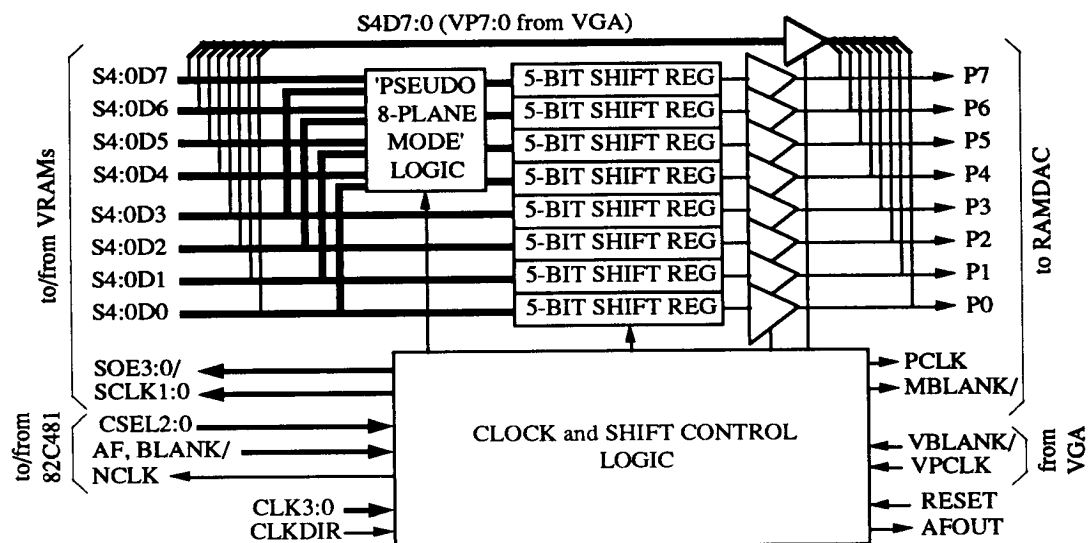 S4D7:0 (VP7:0 from VGA)
to/from VRAMs
S4:0D7
S4:0D6
S4:0D5
S4:0D4
S4:0D3
S4:0D2
S4:0D1
S4:0D0
'PSEUDO
8-PLANE
MODE'
LOGIC
5-BIT SHIFT REG
5-BIT SHIFT REG
5-BIT SHIFT REG
5-BIT SHIFT REG
5-BIT SHIFT REG
5-BIT SHIFT REG
5-BIT SHIFT REG
5-BIT SHIFT REG
P7
P6
P5
P4
P3
P2
P1
P0
to RAMDAC
SOE3:0/
SCLK1:0
PCLK
MBLANK/
to/from
82C481
CSEL2:0
AF, BLANK/
NCLK
CLK3:0
CLKDIR
CLOCK and SHIFT CONTROL
LOGIC
VBLANK/
VPCLK
from
VGA
RESET
AFOUT